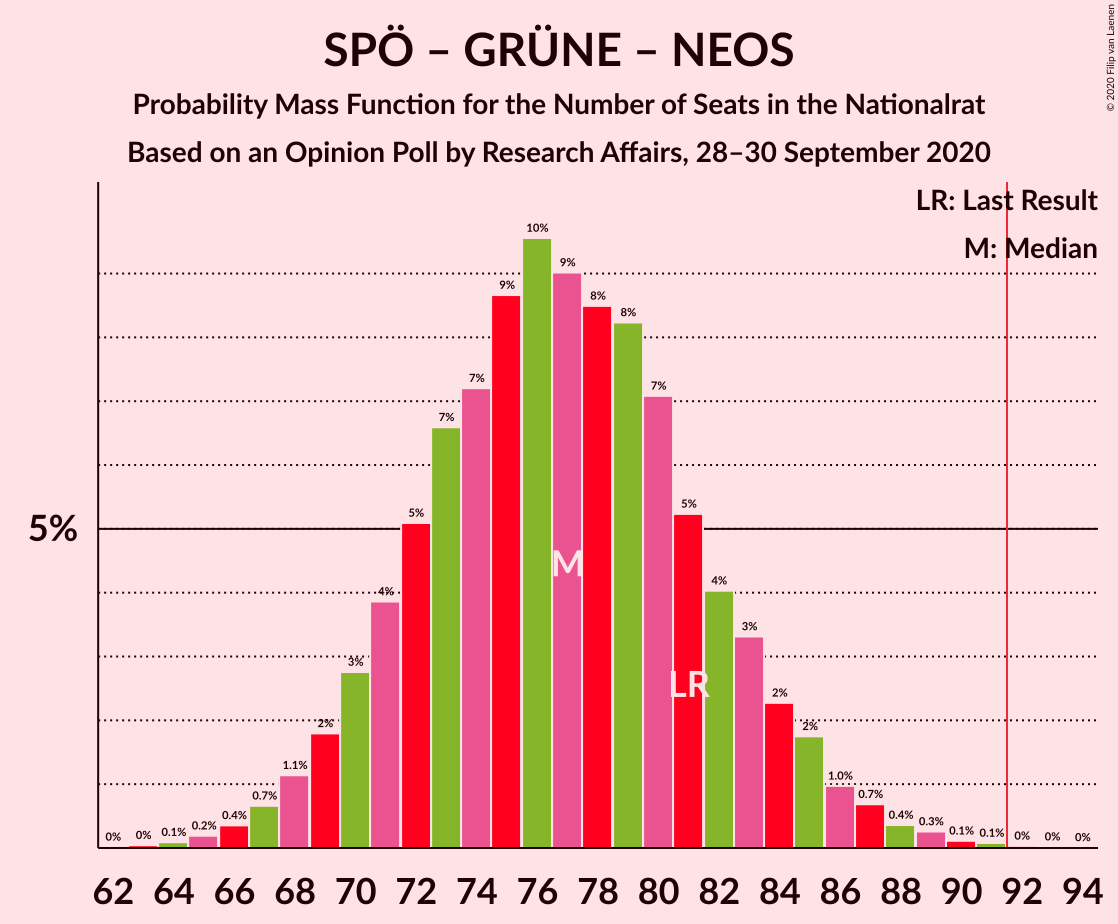 SPÖ – GRÜNE – NEOS
Probability Mass Function for the Number of Seats in the Nationalrat
Based on an Opinion Poll by Research Affairs, 28–30 September 2020
© 2020 Filip van Laenen
LR: Last Result
M: Median
5%
0% 0% 0.1% 0.2% 0.4% 0.7% 1.1% 2% 3% 4% 5% 7% 7% 9% 10% 9% 8% 8% 7% 5% 4% 3% 2% 2% 1.0% 0.7% 0.4% 0.3% 0.1% 0.1% 0% 0% 0%
M
LR
62 64 66 68 70 72 74 76 78 80 82 84 86 88 90 92 94